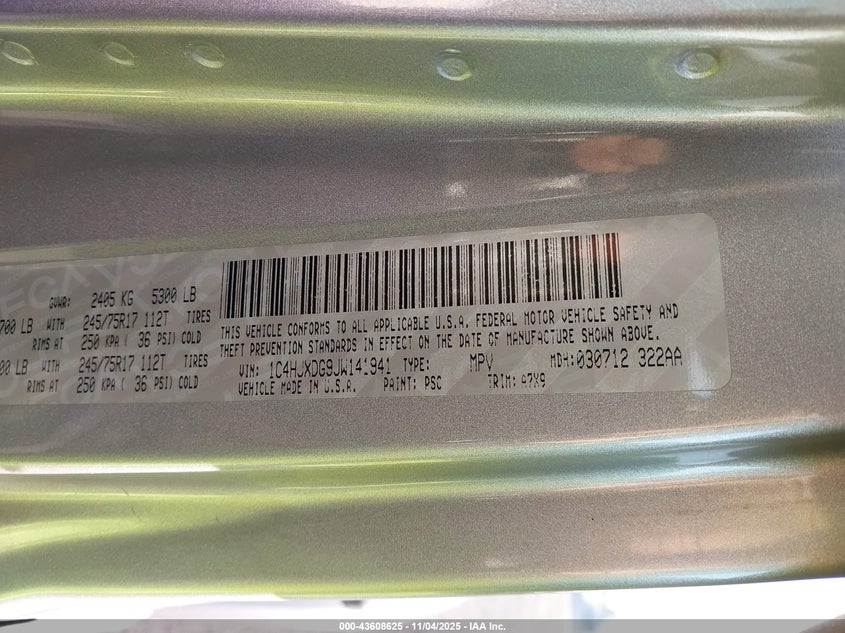 GVWR: 2405 KG 5300 LB
700 LB WITH 245/75R17 112T TIRES
RIMS AT 250 KPA ( 36 PSI) COLD
00 LB WITH 245/75R17 112T TIRES
RIMS AT 250 KPA ( 36 PSI) COLD
THIS VEHICLE CONFORMS TO ALL APPLICABLE U.S.A. FEDERAL MOTOR VEHICLE SAFETY AND
THEFT PREVENTION STANDARDS IN EFFECT ON THE DATE OF MANUFACTURE SHOWN ABOVE.
VIN: 1C4HJXDG9JW141941 TYPE: MPV MDH:030712 322AA
VEHICLE MADE IN U.S.A. PAINT: PSC TRIM: A7X9
000-43608625 - 11/04/2025 - IAA Inc.